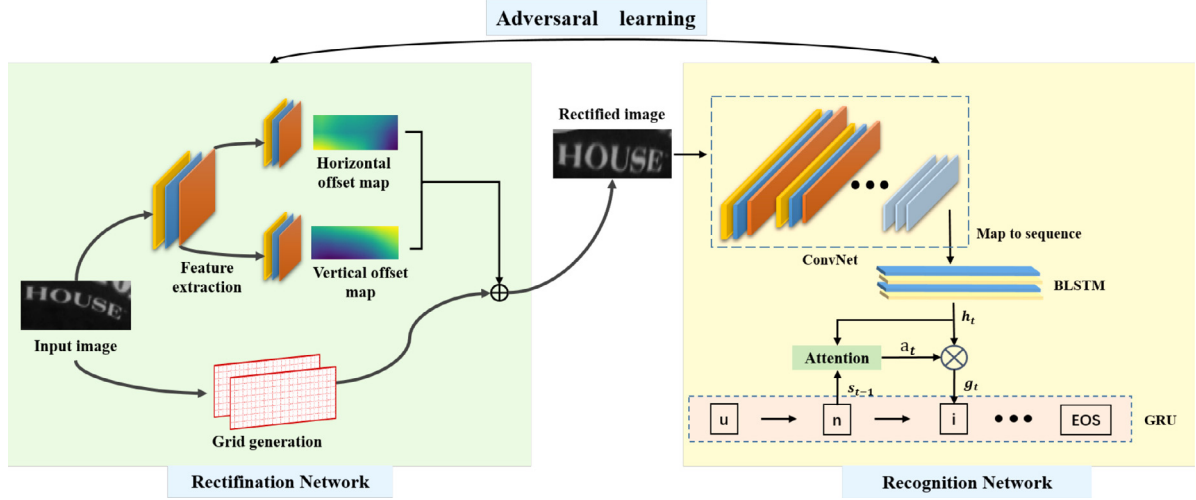 Adversaral learning
Horizontal
offset map
Vertical offset
map
Feature
extraction
HOUSE
Input image
Grid generation
Rectifination Network
Rectified image
HOUSE
ConvNet
Map to sequence
BLSTM
h_t
Attention
a_t
s_{t-1}
g_t
u
n
i
EOS
GRU
Recognition Network